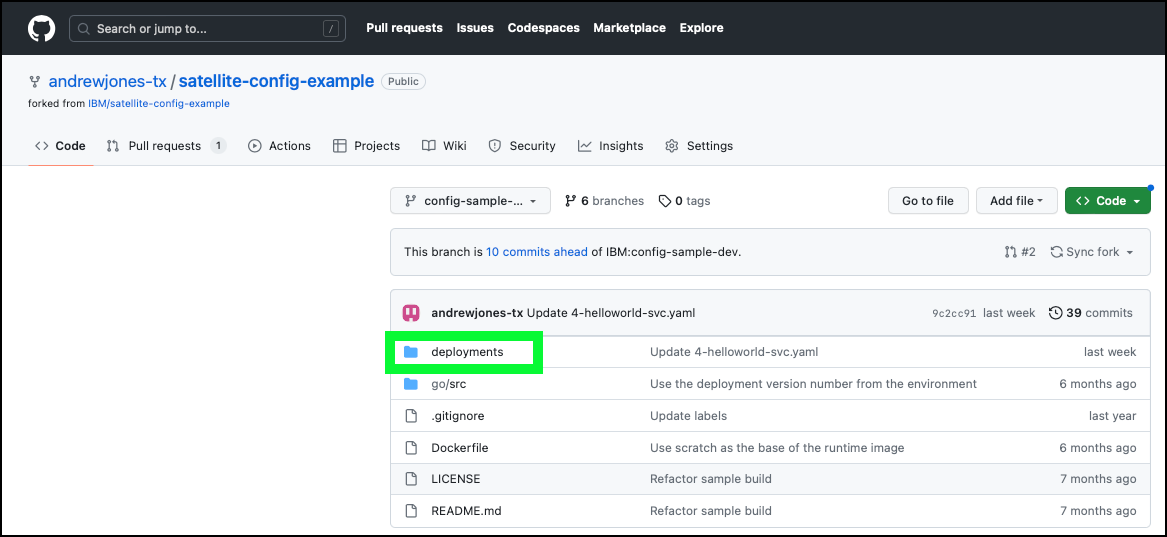 Search or jump to... / Pull requests Issues Codespaces Marketplace Explore
andrewjones-tx / satellite-config-example Public
forked from IBM/satellite-config-example
Code Pull requests 1 Actions Projects Wiki Security Insights Settings
config-sample-... 6 branches 0 tags Go to file Add file Code
This branch is 10 commits ahead of IBM:config-sample-dev. #2 Sync fork
andrewjones-tx Update 4-helloworld-svc.yaml 9c2cc91 last week 39 commits
deployments Update 4-helloworld-svc.yaml last week
go/src Use the deployment version number from the environment 6 months ago
.gitignore Update labels last year
Dockerfile Use scratch as the base of the runtime image 6 months ago
LICENSE Refactor sample build 7 months ago
README.md Refactor sample build 7 months ago